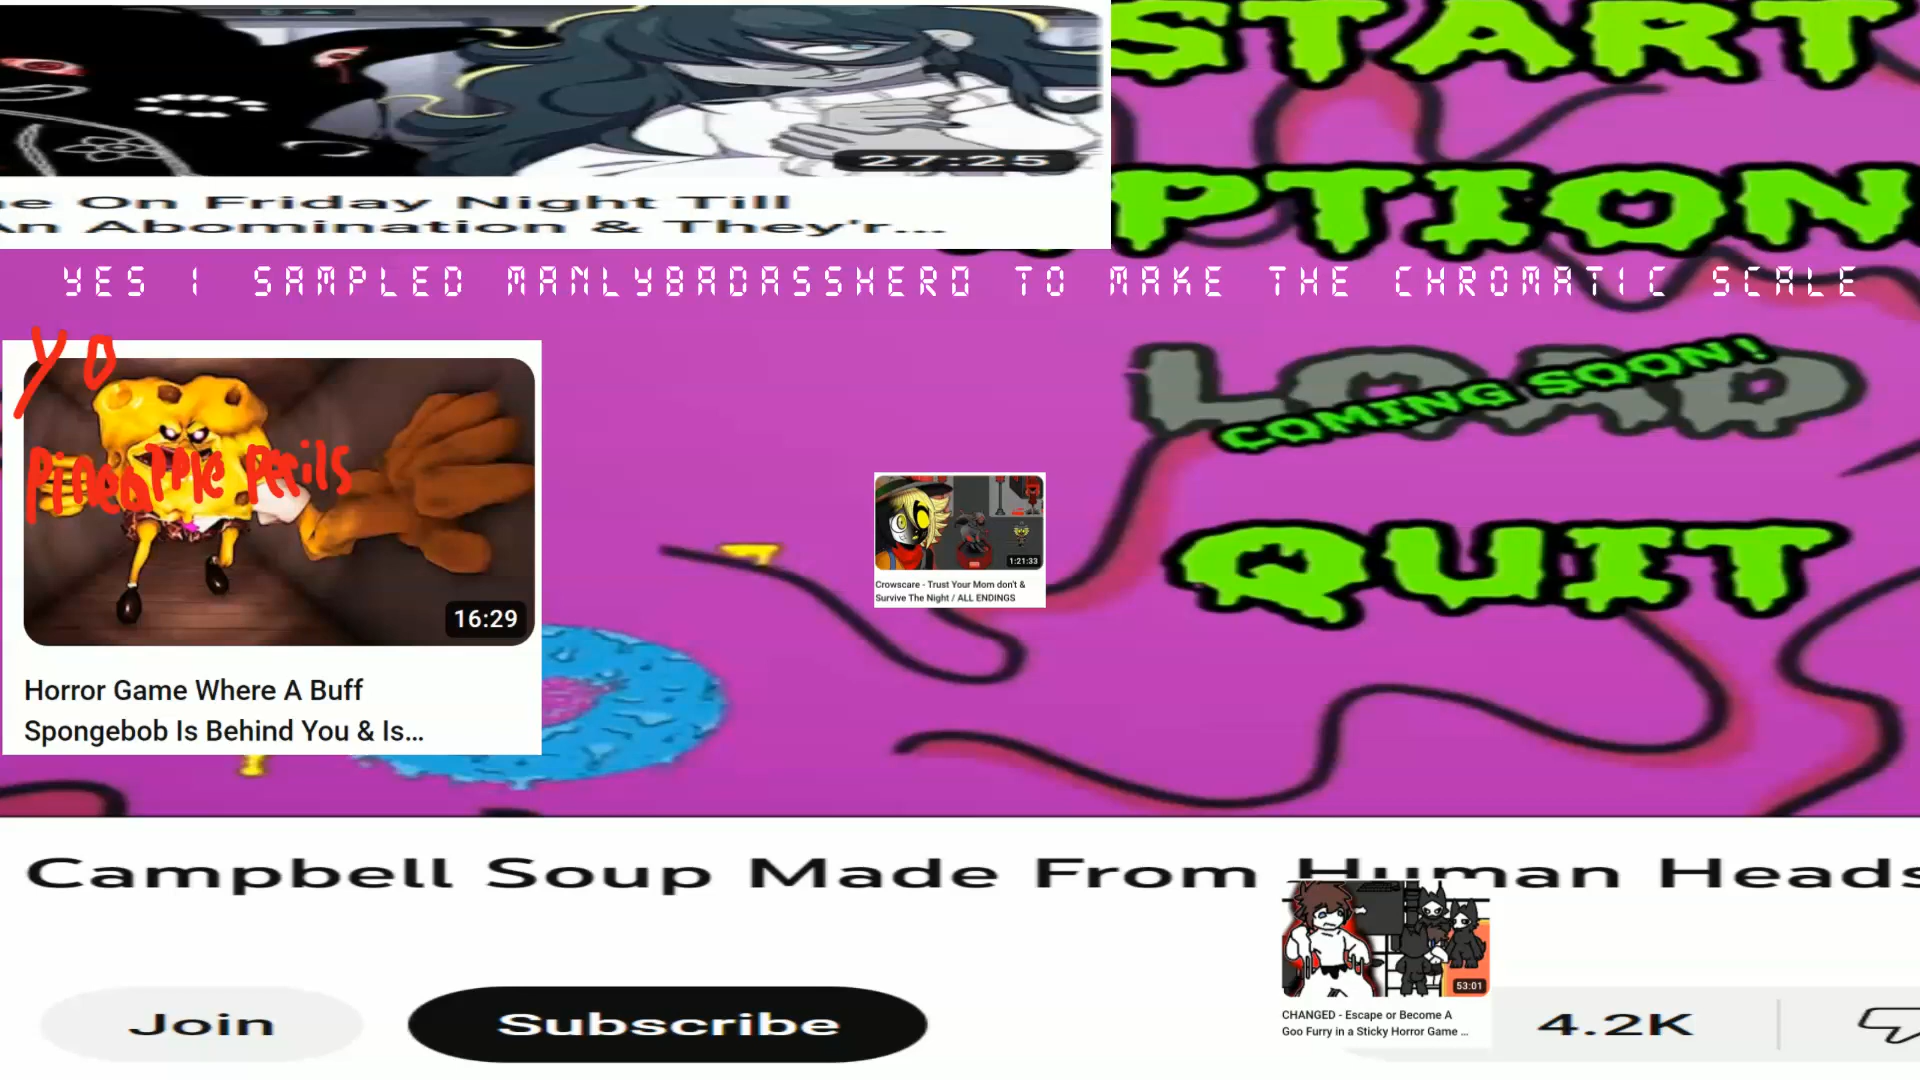 START
27:25
e On Friday Night Till
An Abomination & They'r...
PTION
YES I SAMPLED MANLYBADASSHERO TO MAKE THE CHROMATIC SCALE
YO
Pineapple Perils
16:29
Horror Game Where A Buff
Spongebob Is Behind You & Is...
LOAD
COMING SOON!
1:21:33
Crowscare - Trust Your Mom don't &
Survive The Night / ALL ENDINGS
QUIT
Campbell Soup Made From Human Heads
53:01
CHANGED - Escape or Become A
Goo Furry in a Sticky Horror Game ...
Join
Subscribe
4.2K